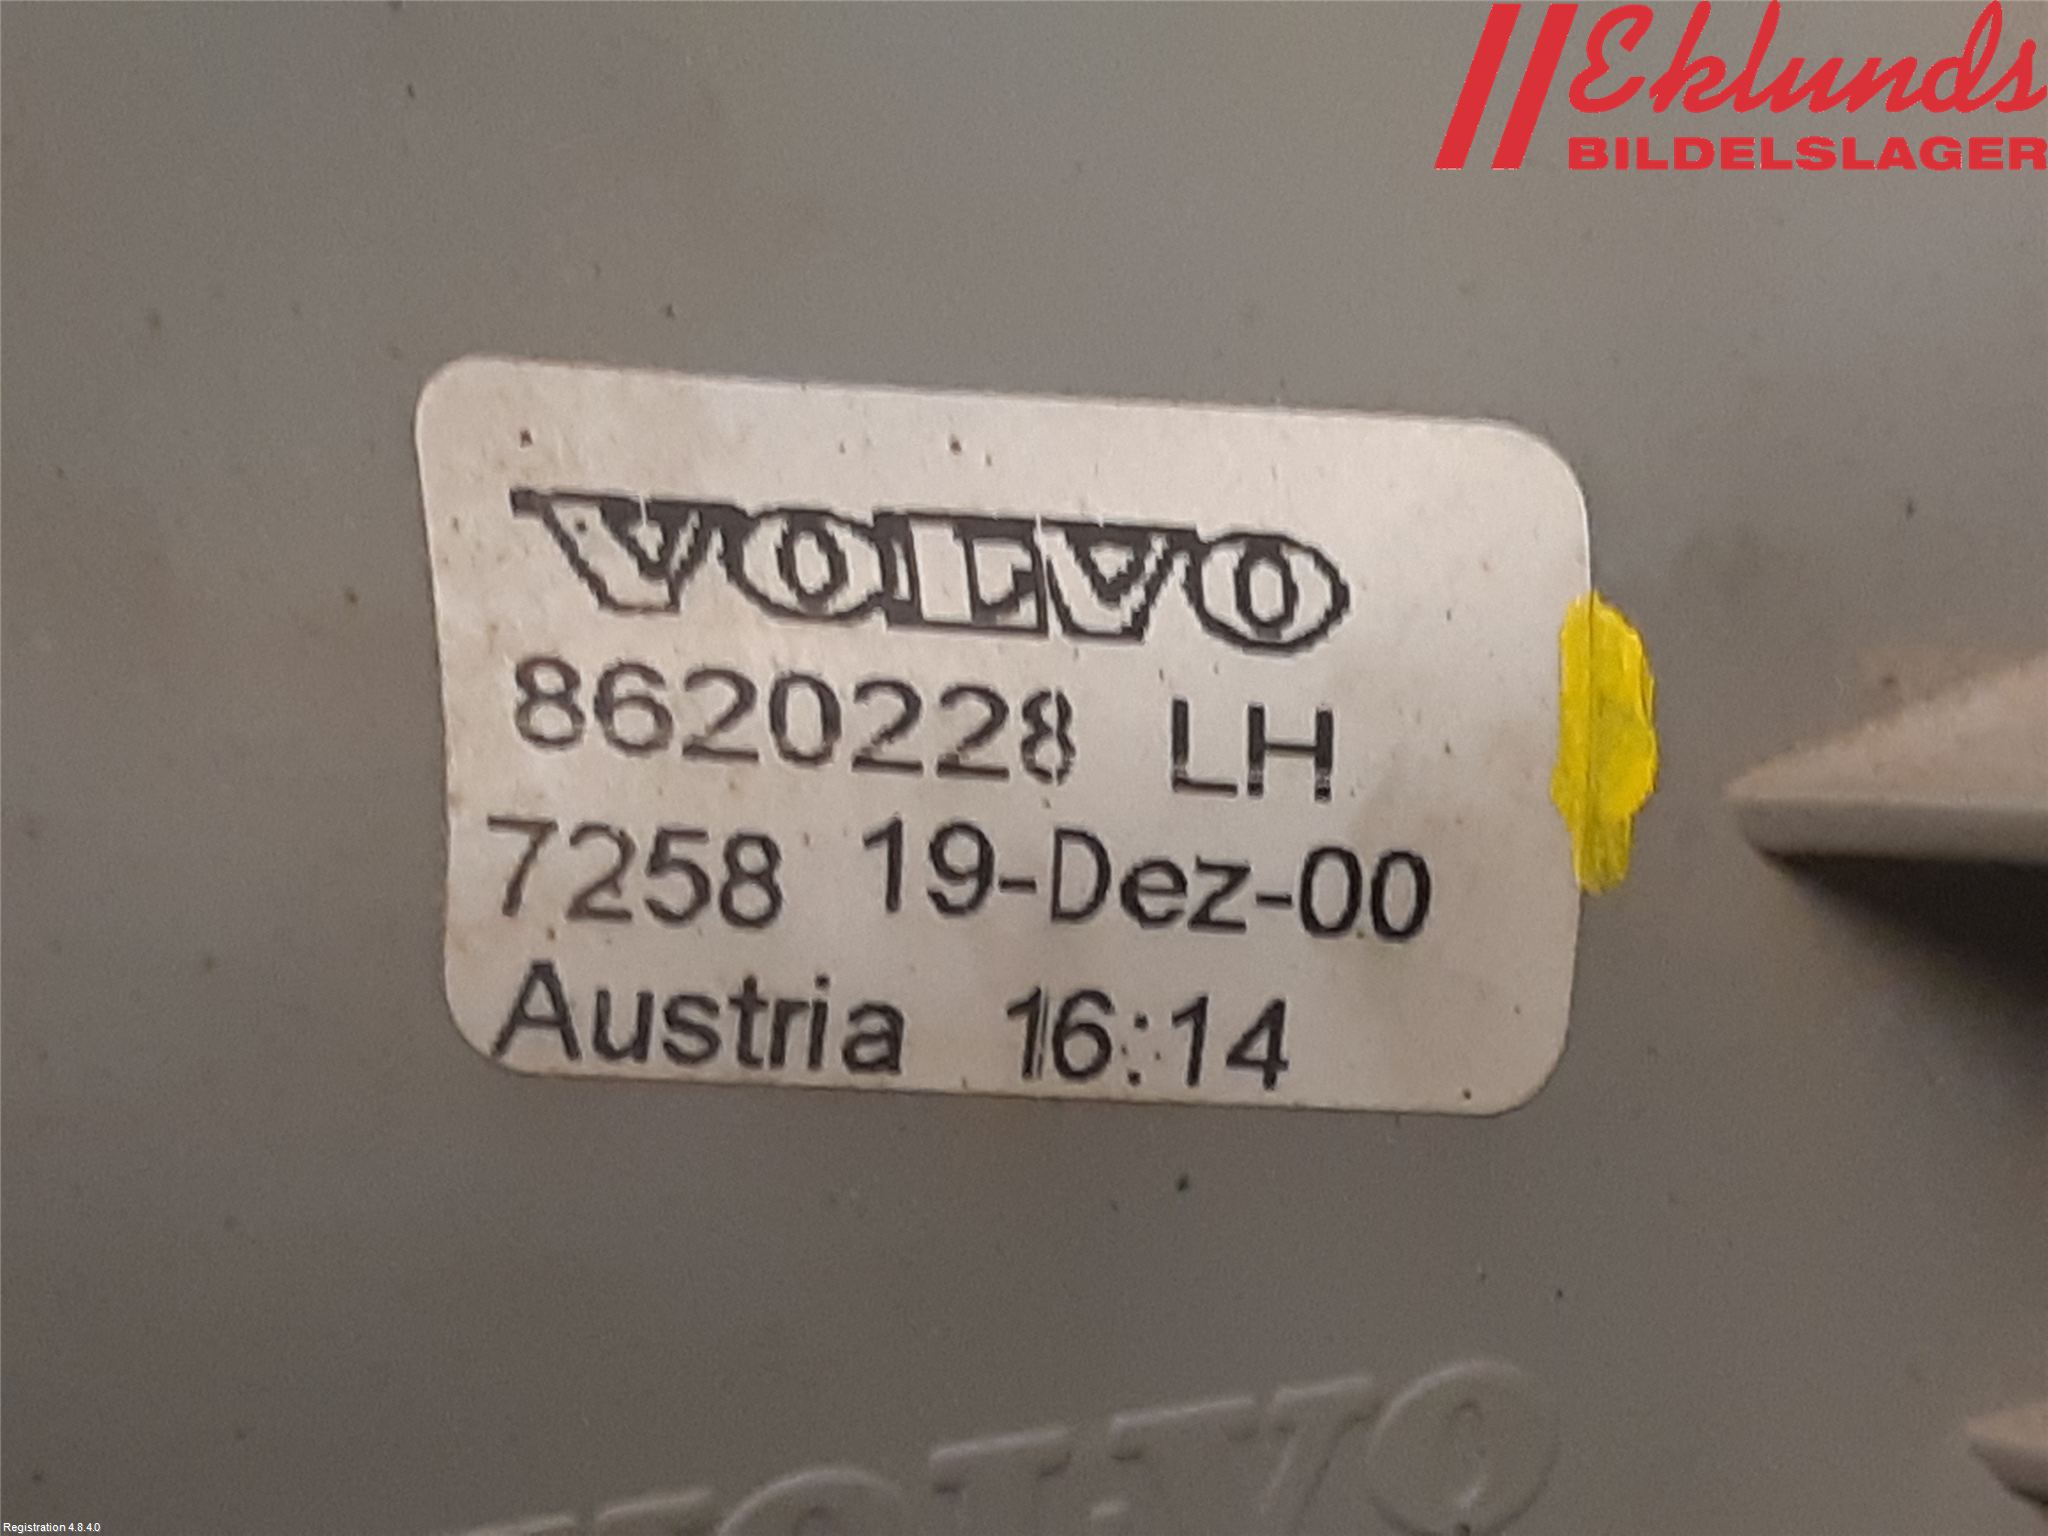 Eklunds
BILDELSLAGER
VOLVO
8620228 LH
7258 19-Dez-00
Austria 16:14
Registration 4.8.4.0